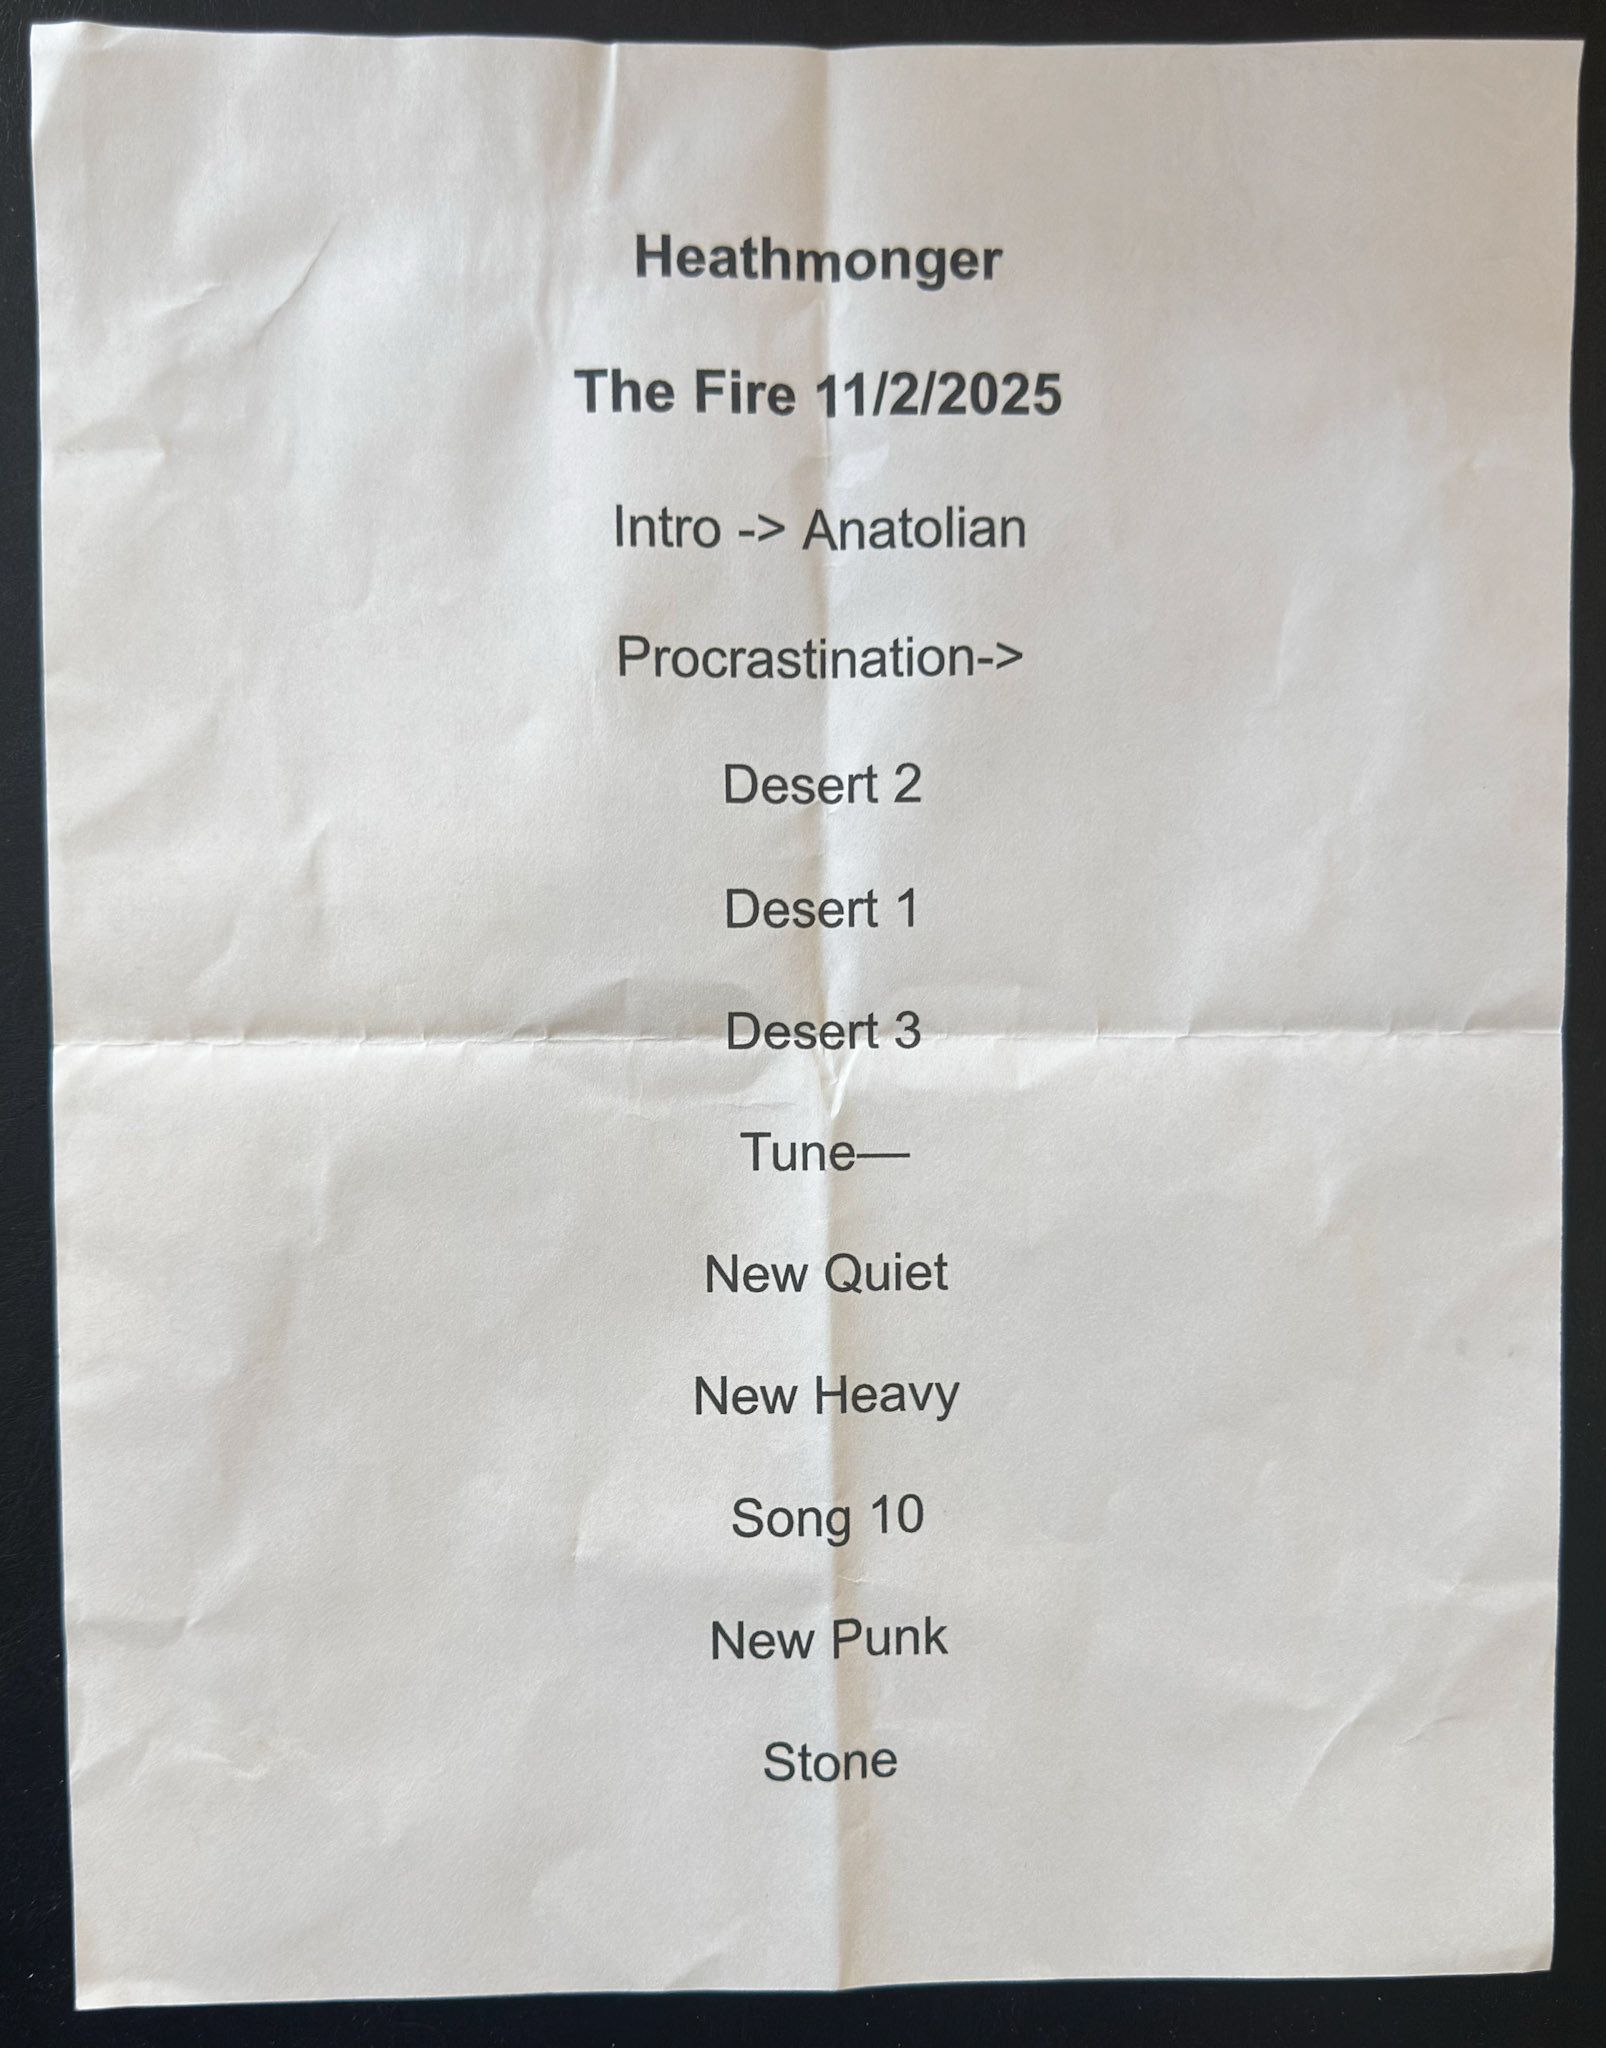 Heathmonger
The Fire 11/2/2025
Intro -> Anatolian
Procrastination->
Desert 2
Desert 1
Desert 3
Tune—
New Quiet
New Heavy
Song 10
New Punk
Stone